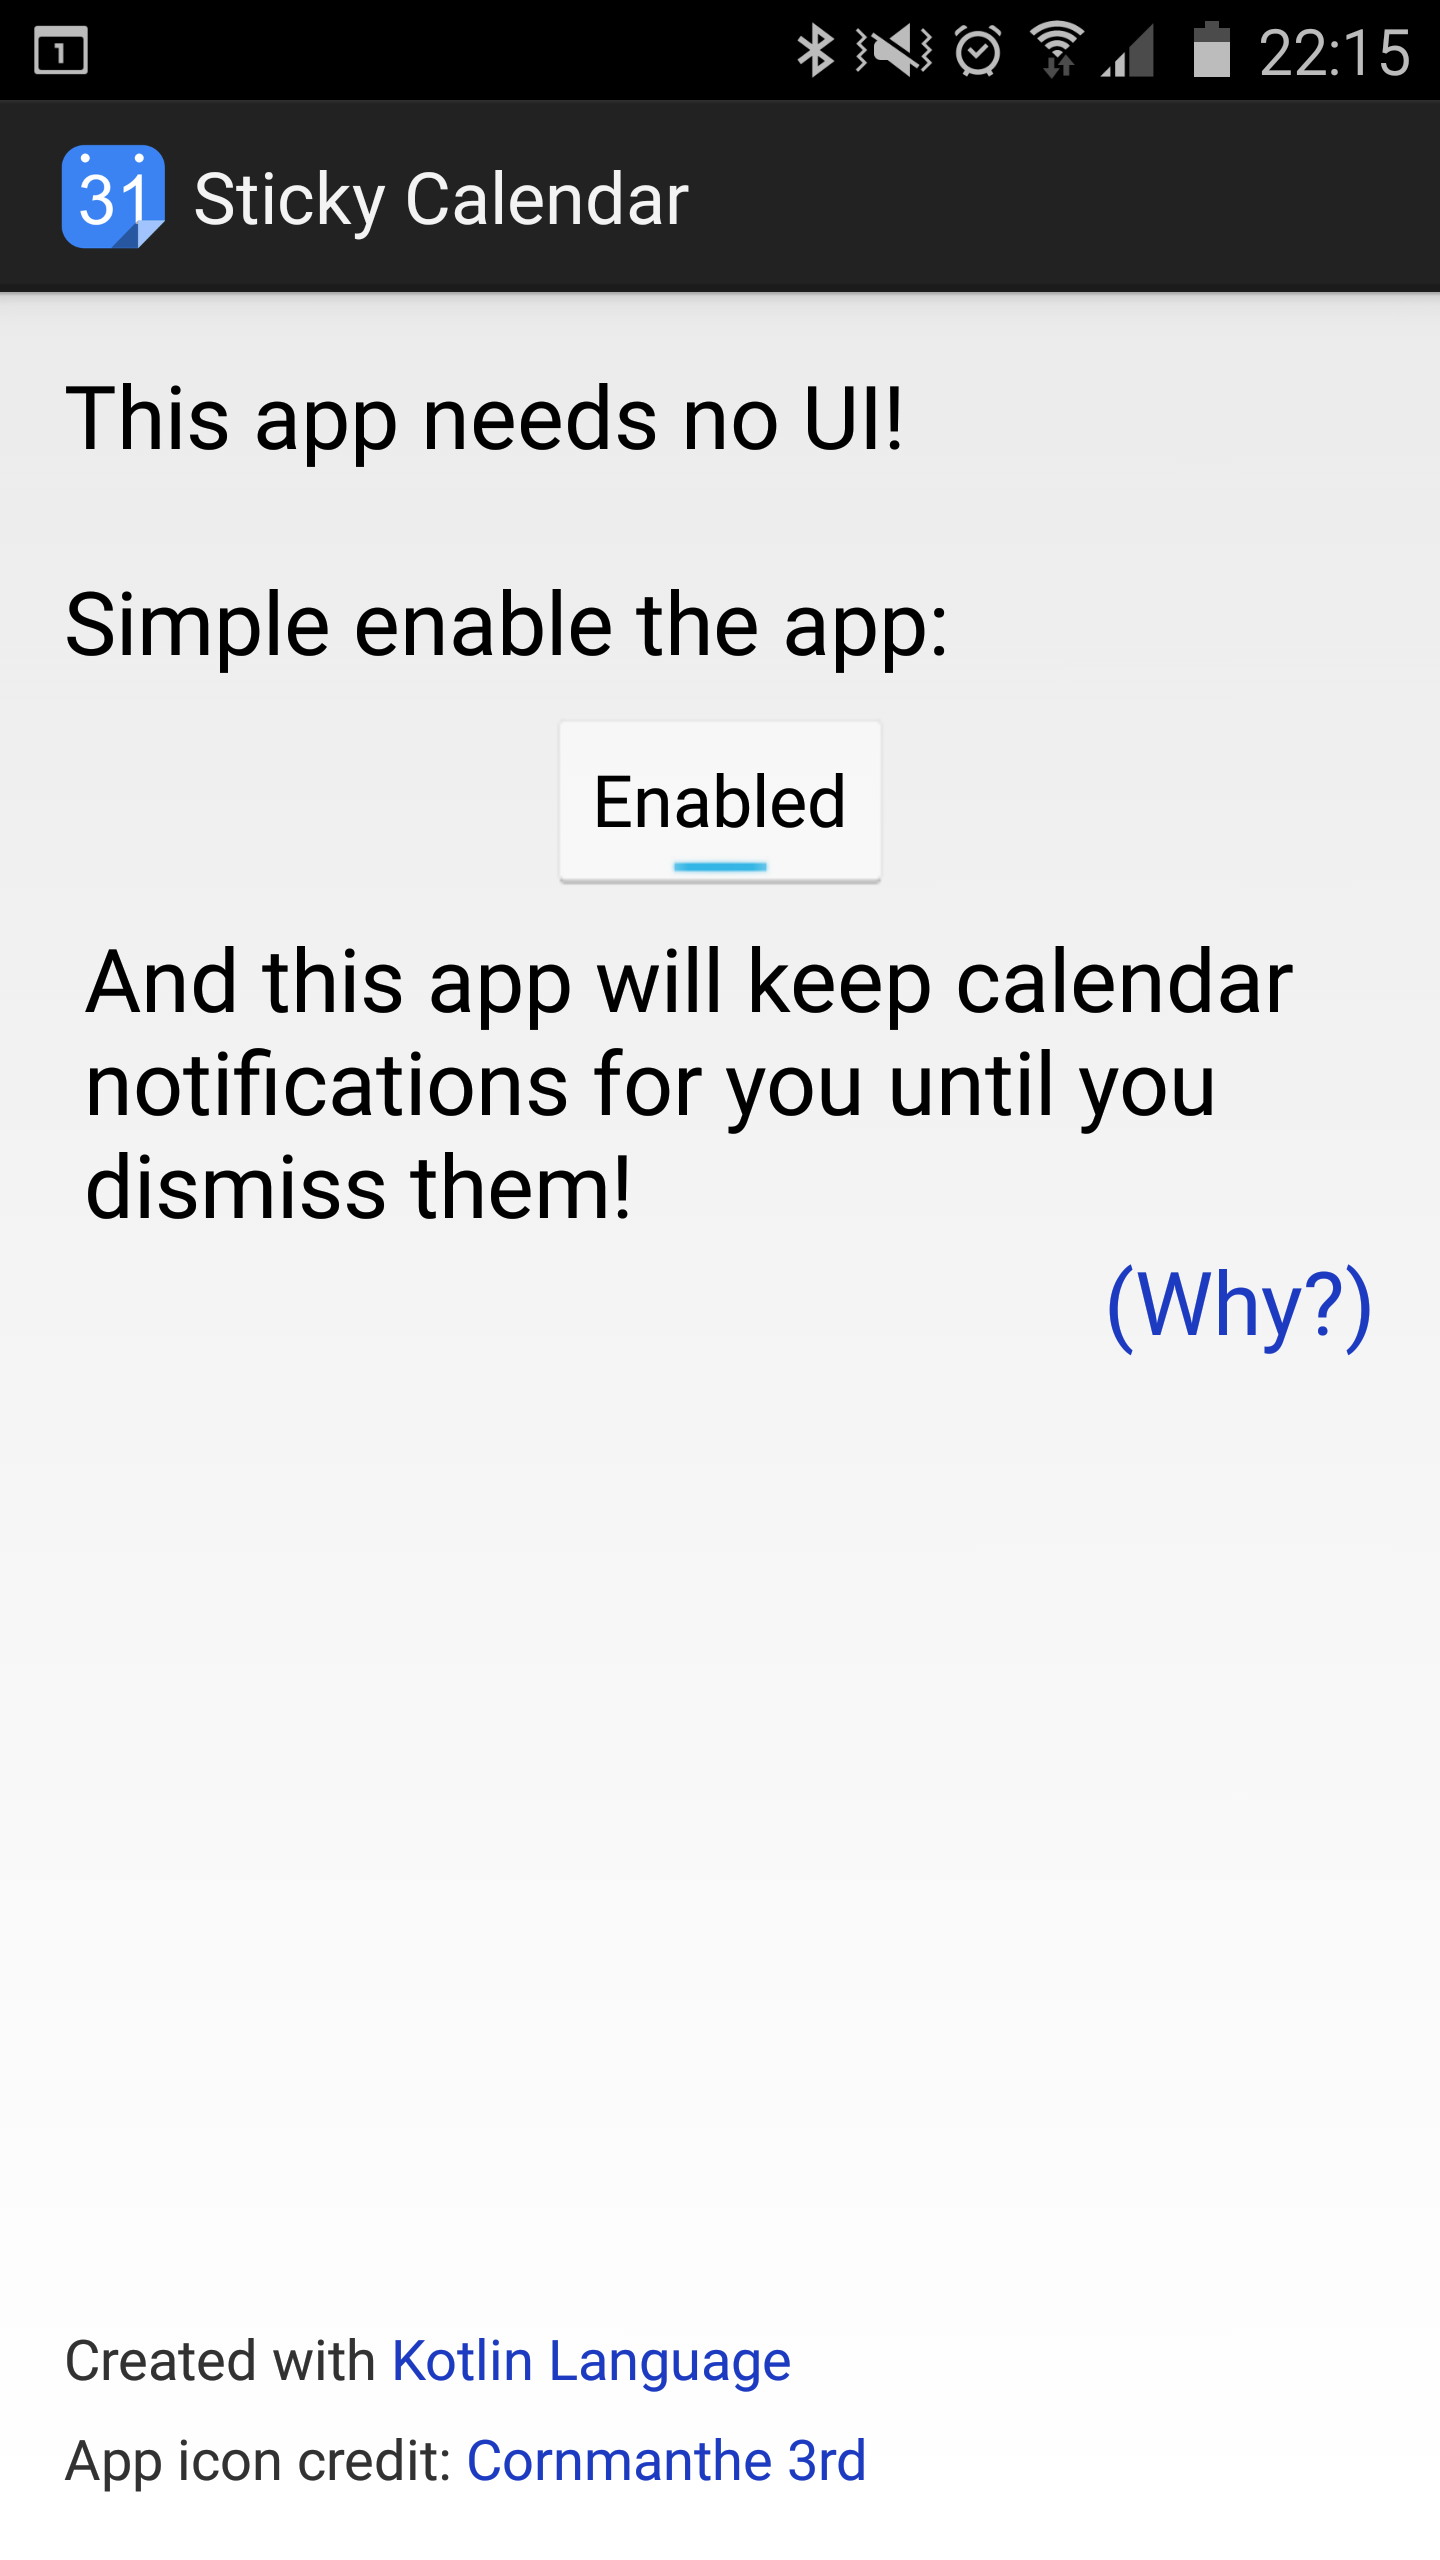 1
22:15
31
Sticky Calendar
This app needs no UI!
Simple enable the app:
Enabled
And this app will keep calendar
notifications for you until you
dismiss them!
(Why?)
Created with Kotlin Language
App icon credit: Cornmanthe 3rd